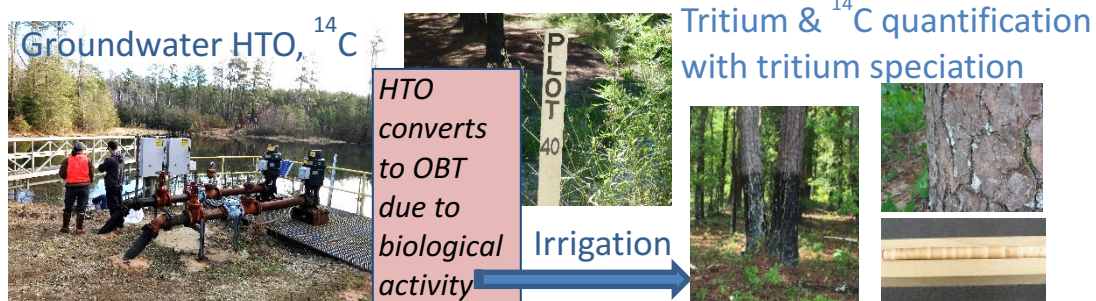 Groundwater HTO, ¹⁴C
HTO
converts
to OBT
due to
biological
activity
PLOT
40
Irrigation
Tritium & ¹⁴C quantification
with tritium speciation